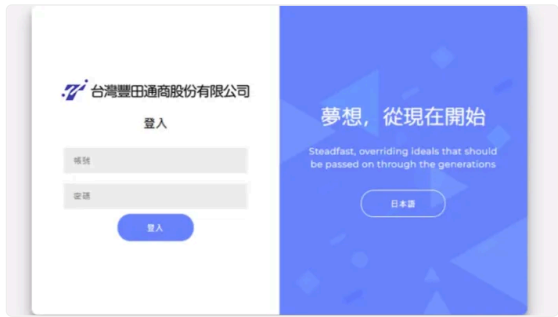 台灣豐田通商股份有限公司
登入
帳號
密碼
登入
夢想，從現在開始
Steadfast, overriding ideals that should
be passed on through the generations
日本語